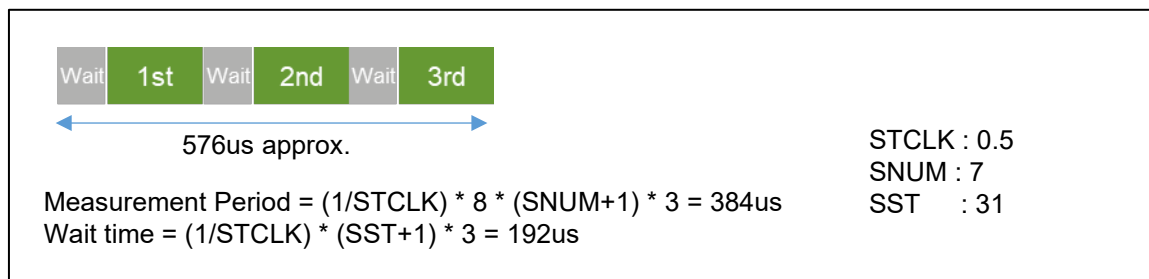 Wait 1st Wait 2nd Wait 3rd
576us approx.
STCLK : 0.5
SNUM : 7
SST : 31
Measurement Period = (1/STCLK) * 8 * (SNUM+1) * 3 = 384us
Wait time = (1/STCLK) * (SST+1) * 3 = 192us